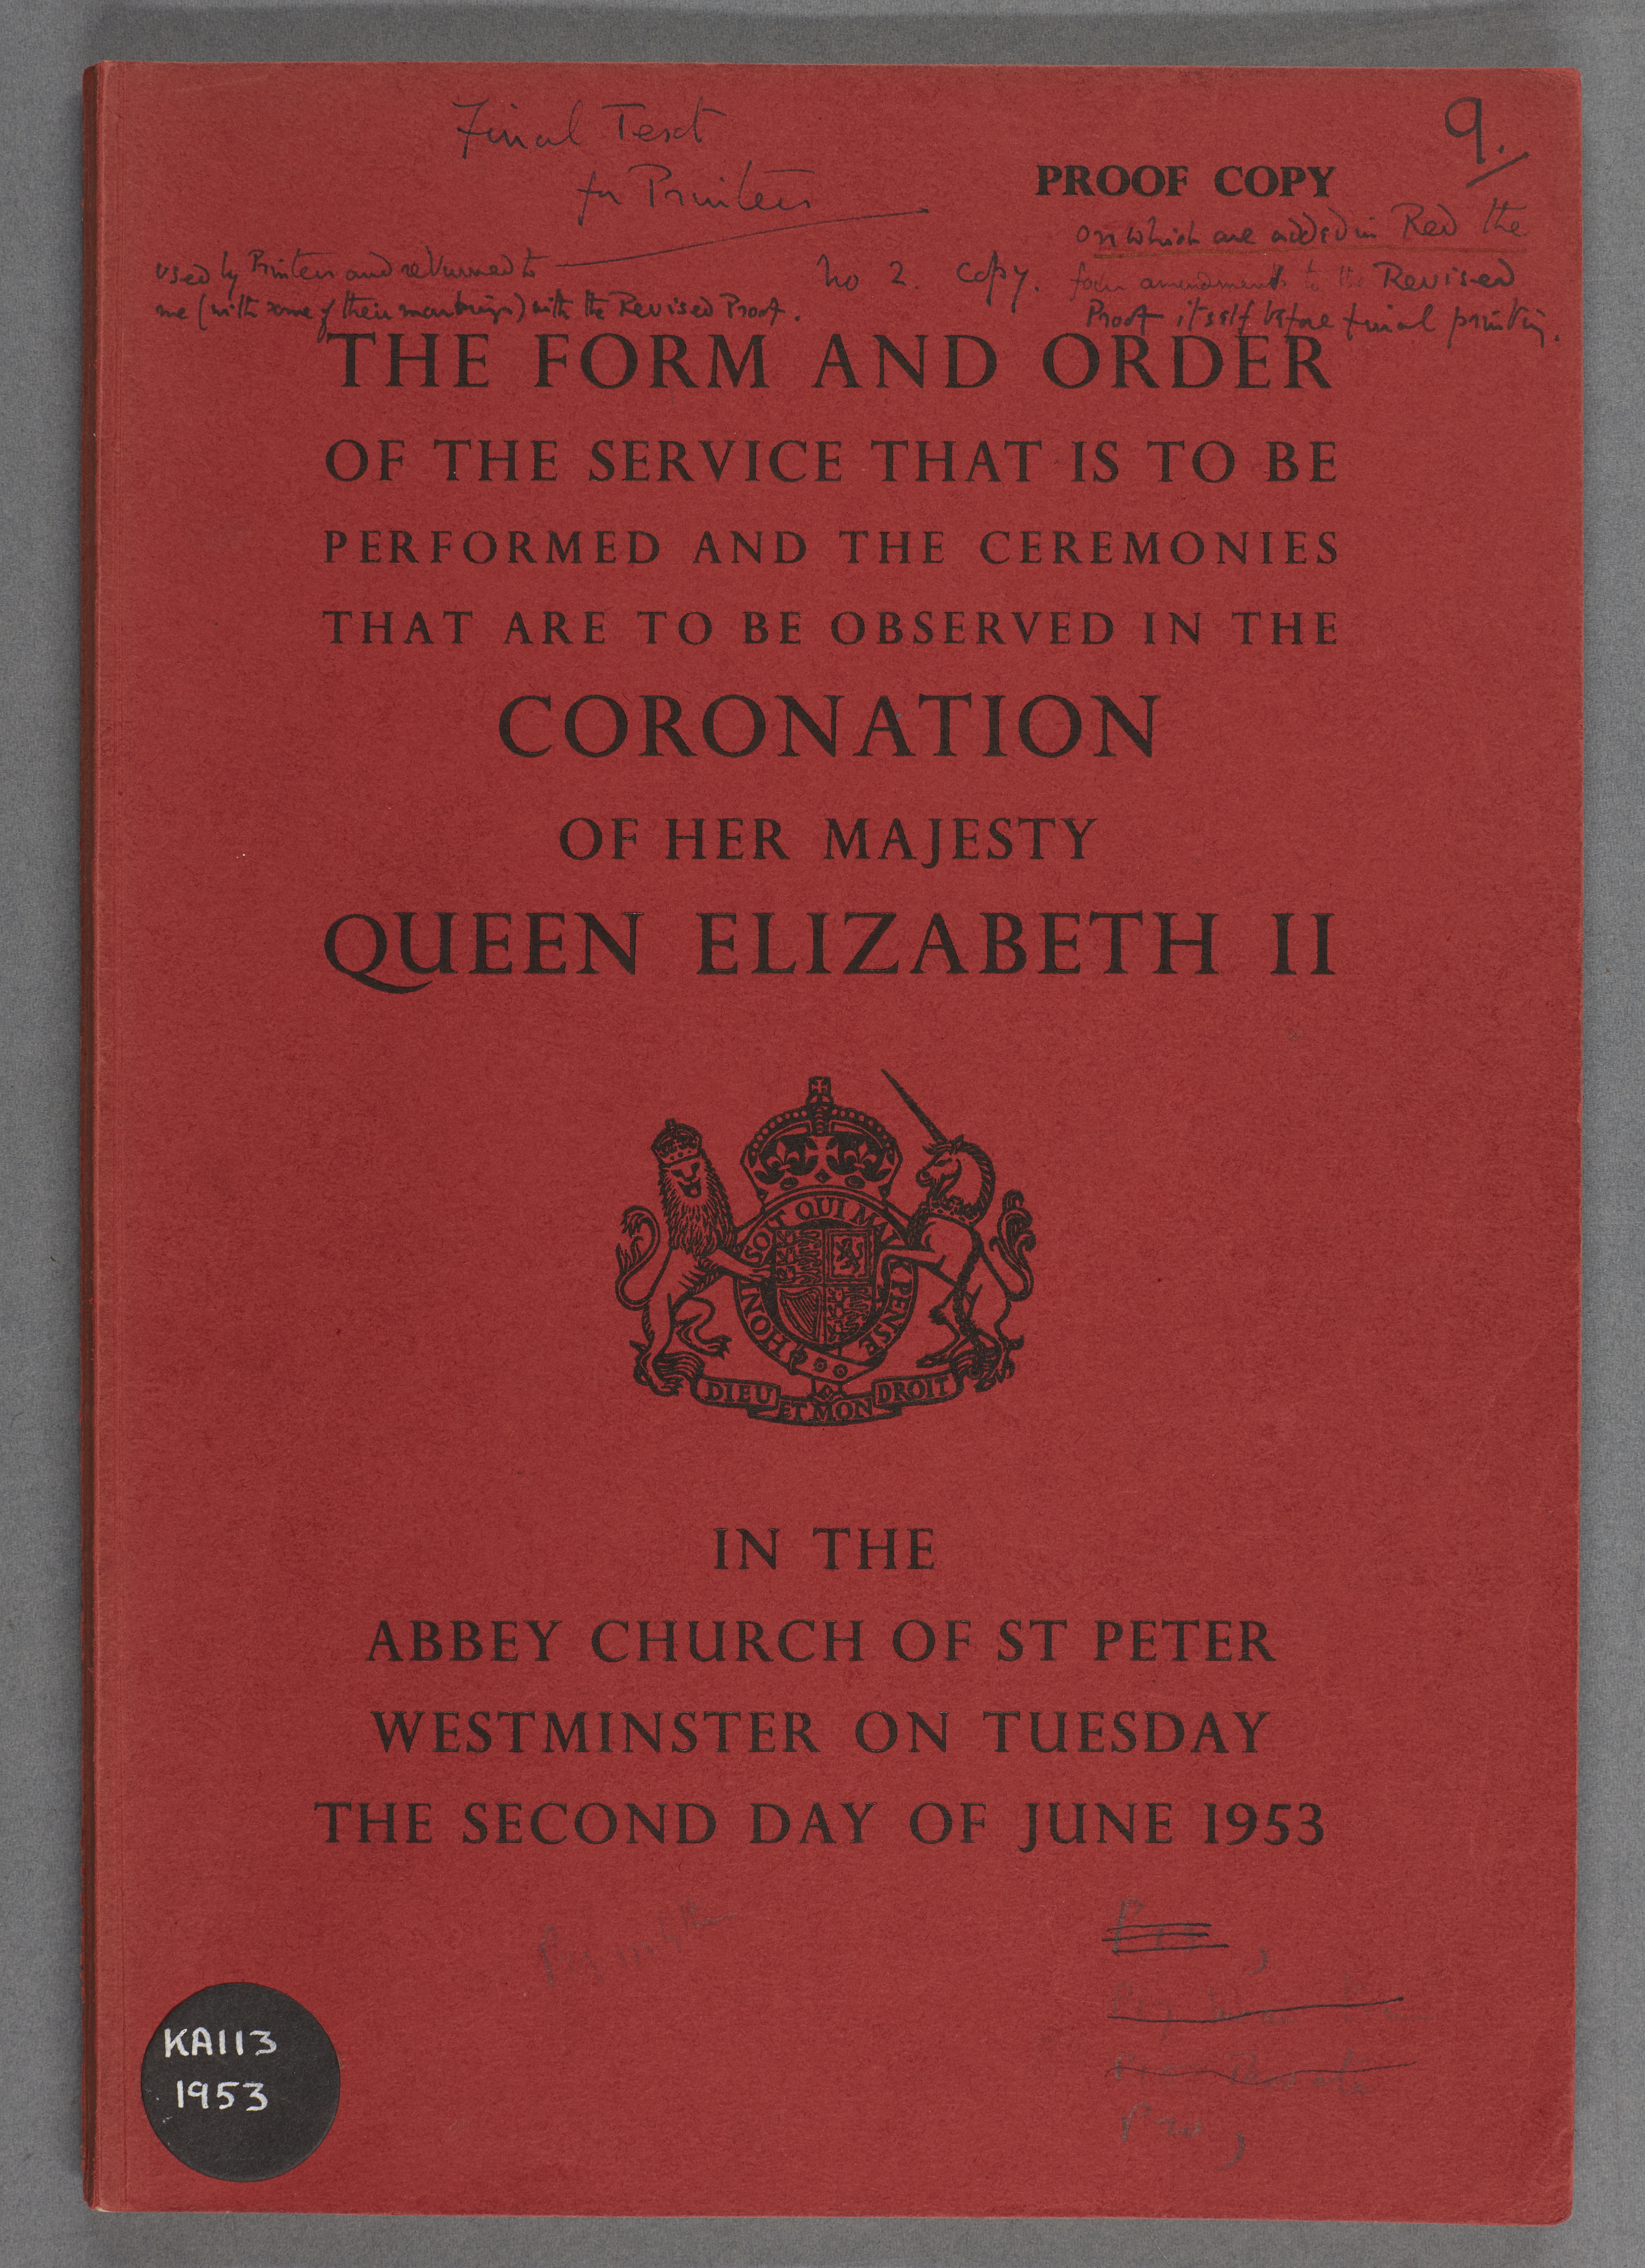 Final Text
for Printers
9.
PROOF COPY
on which are added in Red the
four amendments to the Revised
Proof itself before final printing.
used by Printers and returned to
me (with some of their markings) with the Revised Proof.
No 2. copy.
THE FORM AND ORDER
OF THE SERVICE THAT IS TO BE
PERFORMED AND THE CEREMONIES
THAT ARE TO BE OBSERVED IN THE
CORONATION
OF HER MAJESTY
QUEEN ELIZABETH II
HONI SOIT QUI MAL Y PENSE
DIEU ET MON DROIT
IN THE
ABBEY CHURCH OF ST PETER
WESTMINSTER ON TUESDAY
THE SECOND DAY OF JUNE 1953
KA113
1953